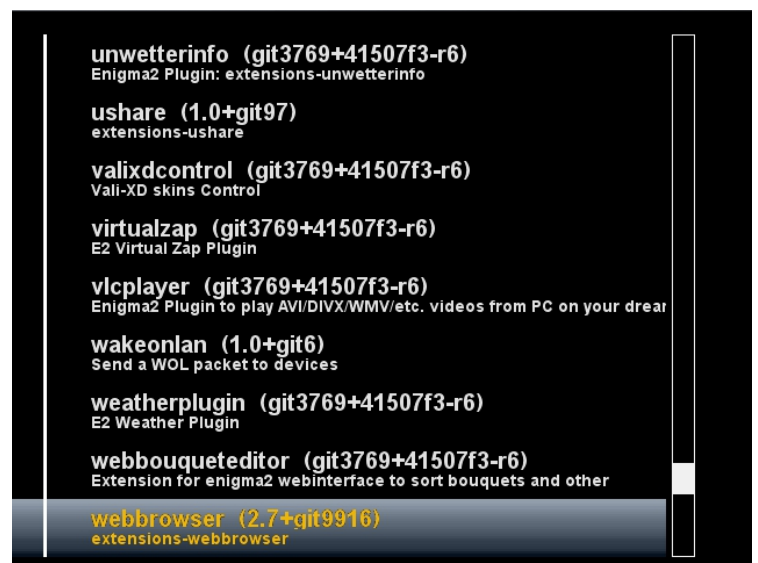 unwetterinfo (git3769+41507f3-r6)
Enigma2 Plugin: extensions-unwetterinfo
ushare (1.0+git97)
extensions-ushare
valixdcontrol (git3769+41507f3-r6)
Vali-XD skins Control
virtualzap (git3769+41507f3-r6)
E2 Virtual Zap Plugin
vlcplayer (git3769+41507f3-r6)
Enigma2 Plugin to play AVI/DIVX/WMV/etc. videos from PC on your drear
wakeonlan (1.0+git6)
Send a WOL packet to devices
weatherplugin (git3769+41507f3-r6)
E2 Weather Plugin
webbouqueteditor (git3769+41507f3-r6)
Extension for enigma2 webinterface to sort bouquets and other
webbrowser (2.7+git9916)
extensions-webbrowser